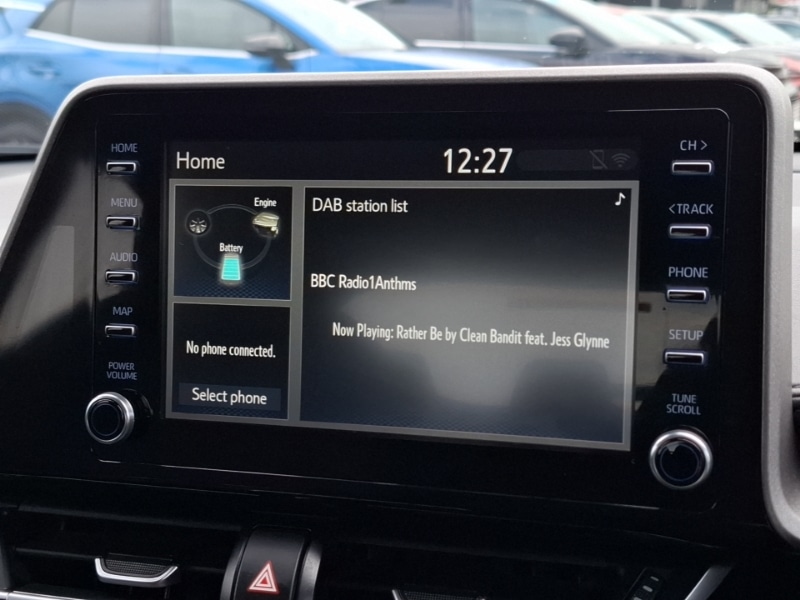 HOME
MENU
AUDIO
MAP
POWER
VOLUME
Home
12:27
Engine
Battery
No phone connected.
Select phone
DAB station list
BBC Radio1Anthms
Now Playing: Rather Be by Clean Bandit feat. Jess Glynne
CH >
< TRACK
PHONE
SETUP
TUNE
SCROLL